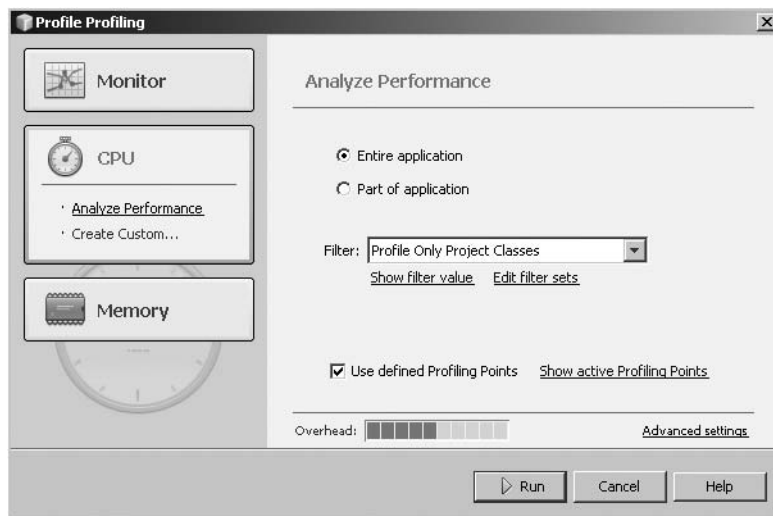 Profile Profiling
Monitor
CPU
· Analyze Performance
· Create Custom...
Memory
Analyze Performance
Entire application
Part of application
Filter: Profile Only Project Classes
Show filter value Edit filter sets
Use defined Profiling Points Show active Profiling Points
Overhead: Advanced settings
Run Cancel Help